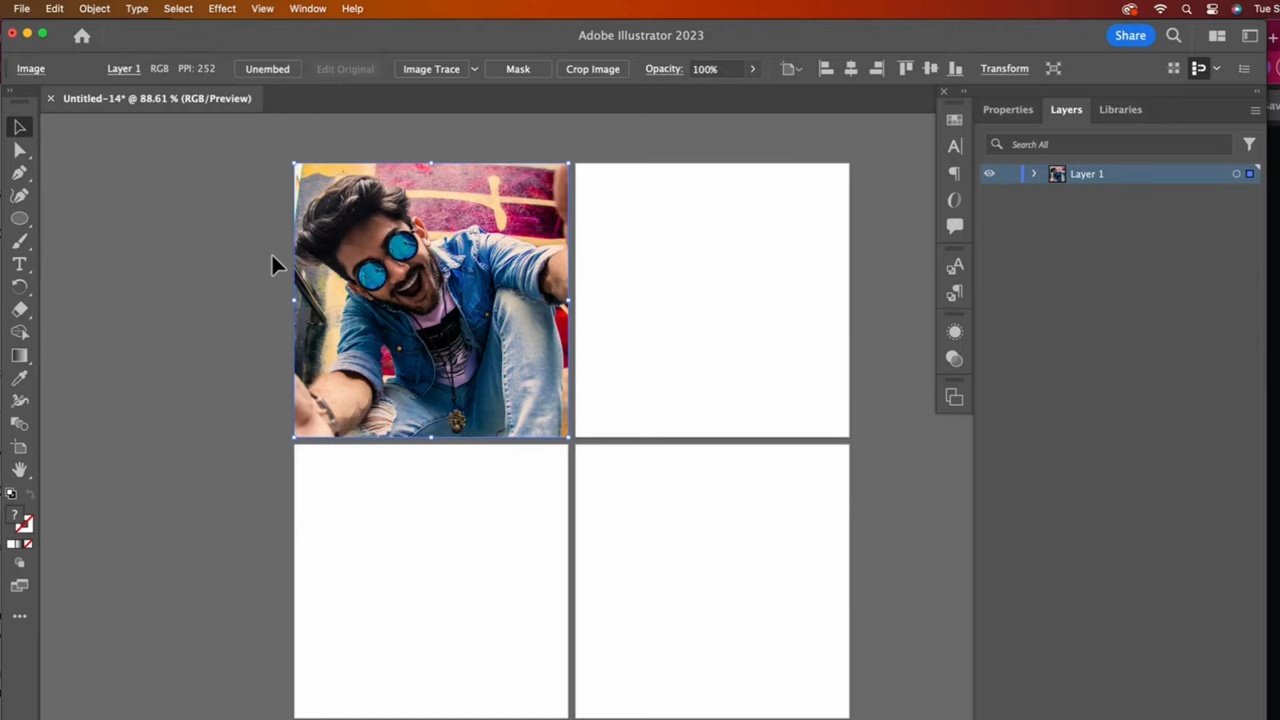 File Edit Object Type Select Effect View Window Help
Tue S
Adobe Illustrator 2023
Share
Image Layer 1 RGB PPI: 252 Unembed Edit Original Image Trace Mask Crop Image Opacity: 100% Transform
Untitled-14* @ 88.61 % (RGB/Preview)
Properties Layers Libraries
Search All
Layer 1